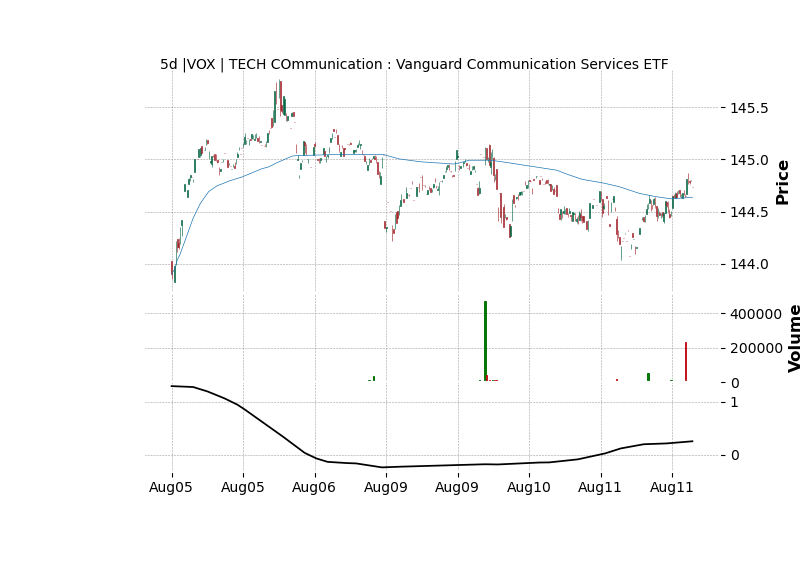 5d |VOX | TECH COmmunication : Vanguard Communication Services ETF
145.5
145.0
144.5
144.0
Price
400000
200000
0
Volume
1
0
Aug05 Aug05 Aug06 Aug09 Aug09 Aug10 Aug11 Aug11